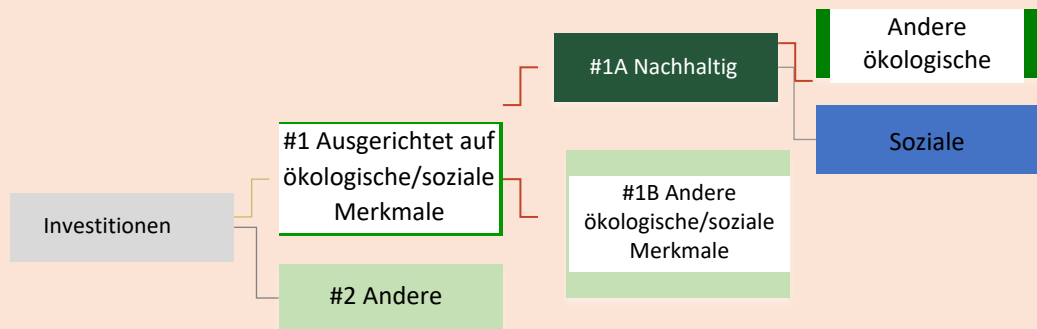 Andere
ökologische
#1A Nachhaltig
Soziale
#1 Ausgerichtet auf
ökologische/soziale
Merkmale
#1B Andere
ökologische/soziale
Merkmale
Investitionen
#2 Andere